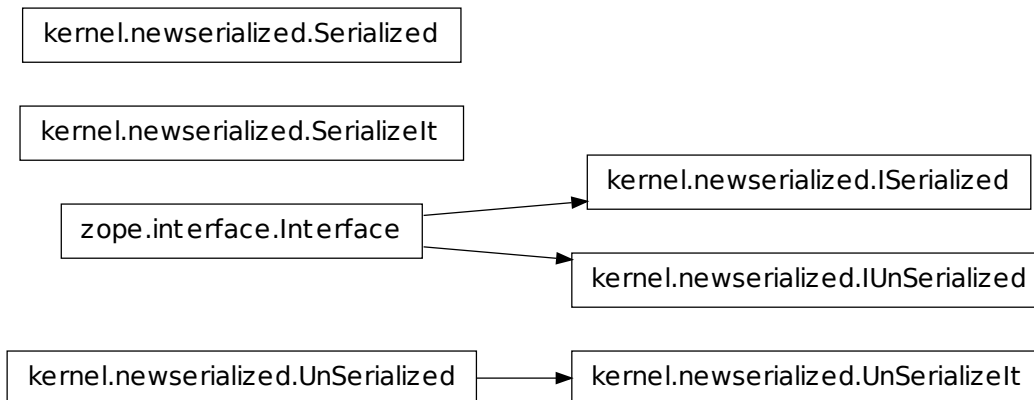 kernel.newserialized.Serialized
kernel.newserialized.SerializeIt
kernel.newserialized.ISerialized
zope.interface.Interface
kernel.newserialized.IUnSerialized
kernel.newserialized.UnSerialized
kernel.newserialized.UnSerializeIt